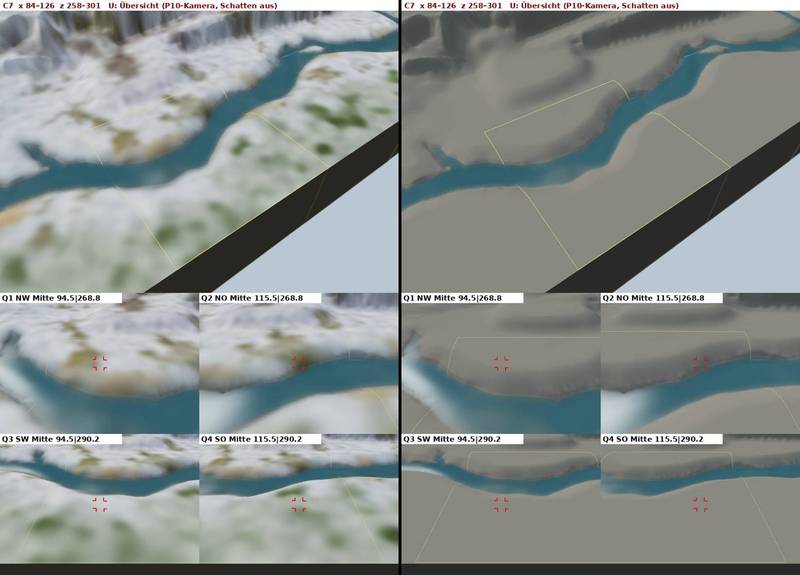 C7 x 84-126 z 258-301 U: Übersicht (P10-Kamera, Schatten aus)
C7 x 84-126 z 258-301 U: Übersicht (P10-Kamera, Schatten aus)
Q1 NW Mitte 94.5|268.8
Q2 NO Mitte 115.5|268.8
Q1 NW Mitte 94.5|268.8
Q2 NO Mitte 115.5|268.8
Q3 SW Mitte 94.5|290.2
Q4 SO Mitte 115.5|290.2
Q3 SW Mitte 94.5|290.2
Q4 SO Mitte 115.5|290.2